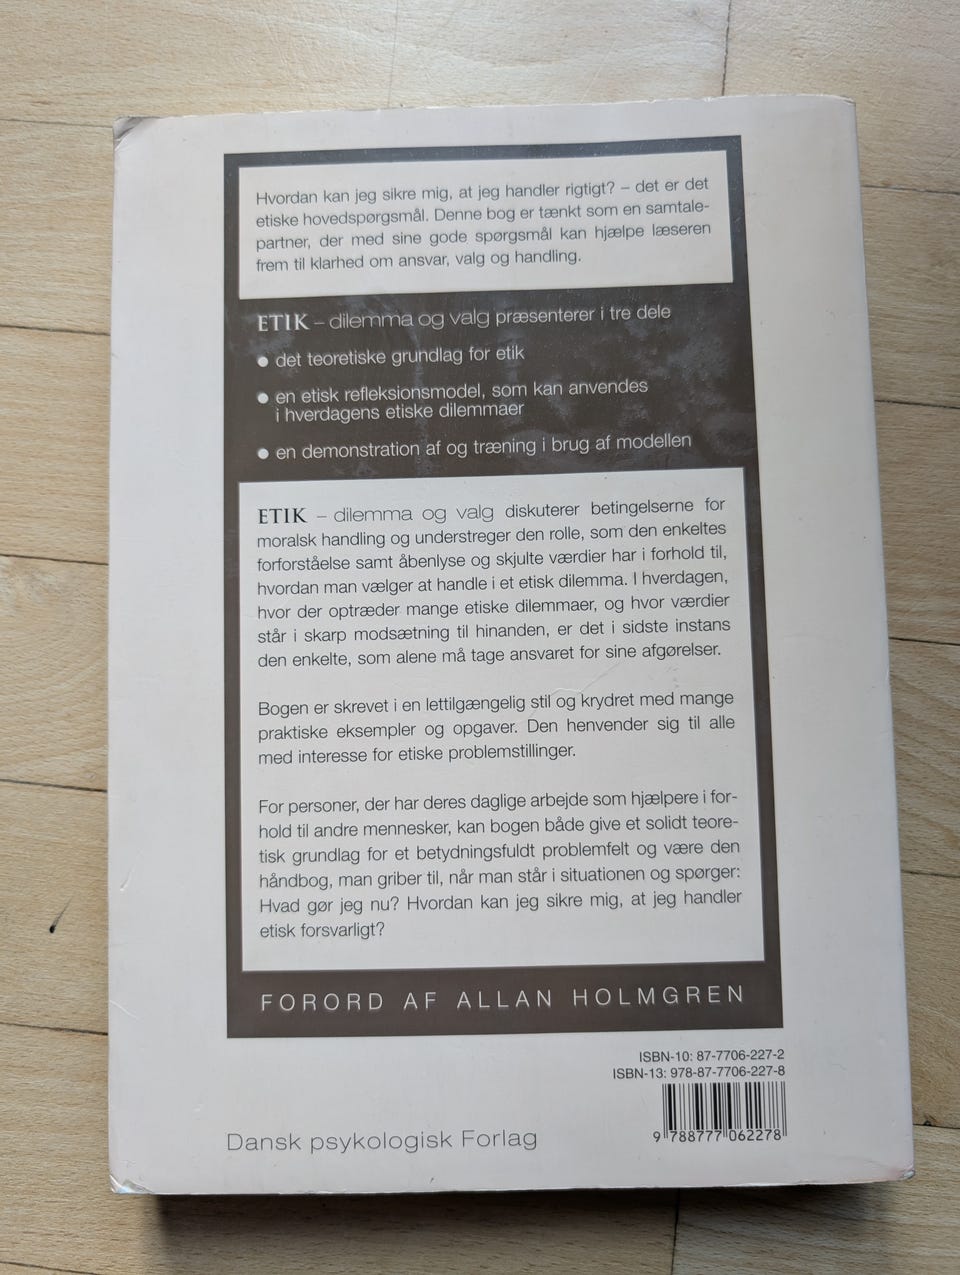 Hvordan kan jeg sikre mig, at jeg handler rigtigt? – det er det
etiske hovedspørgsmål. Denne bog er tænkt som en samtale-
partner, der med sine gode spørgsmål kan hjælpe læseren
frem til klarhed om ansvar, valg og handling.
ETIK – dilemma og valg præsenterer i tre dele
● det teoretiske grundlag for etik
● en etisk refleksionsmodel, som kan anvendes
i hverdagens etiske dilemmaer
● en demonstration af og træning i brug af modellen
ETIK – dilemma og valg diskuterer betingelserne for
moralsk handling og understreger den rolle, som den enkeltes
forforståelse samt åbenlyse og skjulte værdier har i forhold til,
hvordan man vælger at handle i et etisk dilemma. I hverdagen,
hvor der optræder mange etiske dilemmaer, og hvor værdier
står i skarp modsætning til hinanden, er det i sidste instans
den enkelte, som alene må tage ansvaret for sine afgørelser.
Bogen er skrevet i en lettilgængelig stil og krydret med mange
praktiske eksempler og opgaver. Den henvender sig til alle
med interesse for etiske problemstillinger.
For personer, der har deres daglige arbejde som hjælpere i for-
hold til andre mennesker, kan bogen både give et solidt teore-
tisk grundlag for et betydningsfuldt problemfelt og være den
håndbog, man griber til, når man står i situationen og spørger:
Hvad gør jeg nu? Hvordan kan jeg sikre mig, at jeg handler
etisk forsvarligt?
FORORD AF ALLAN HOLMGREN
ISBN-10: 87-7706-227-2
ISBN-13: 978-87-7706-227-8
9 788777 062278
Dansk psykologisk Forlag